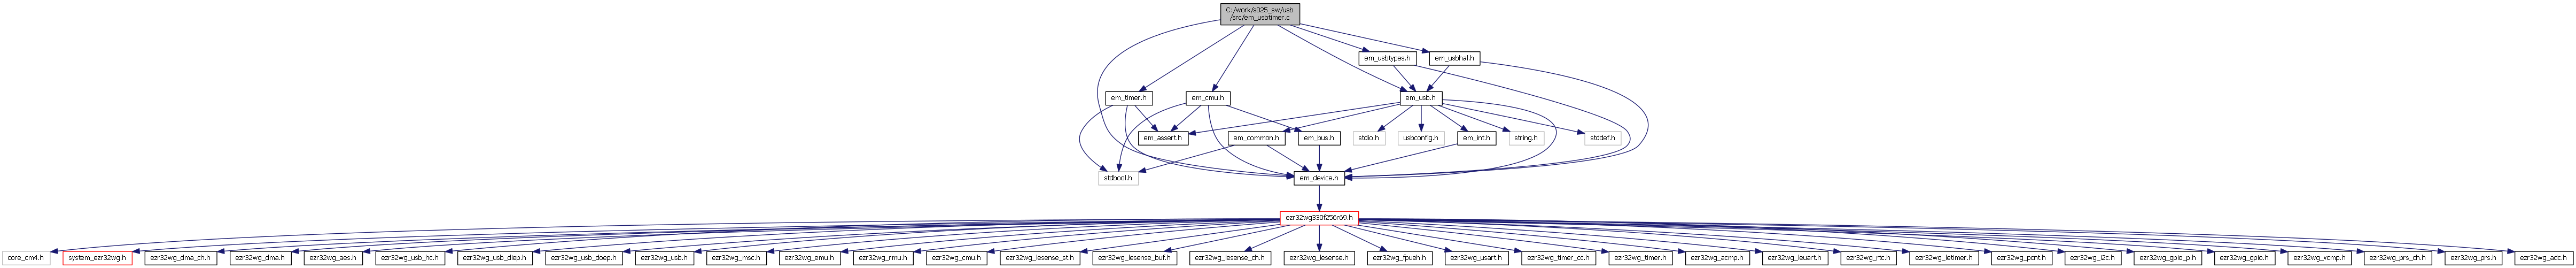 C:/work/s025_sw/usb
/src/em_usbtimer.c
em_usbtypes.h
em_usbhal.h
em_timer.h
em_cmu.h
em_usb.h
em_assert.h
em_common.h
em_bus.h
stdio.h
usbconfig.h
em_int.h
string.h
stddef.h
stdbool.h
em_device.h
ezr32wg330f256r69.h
core_cm4.h
system_ezr32wg.h
ezr32wg_dma_ch.h
ezr32wg_dma.h
ezr32wg_aes.h
ezr32wg_usb_hc.h
ezr32wg_usb_diep.h
ezr32wg_usb_doep.h
ezr32wg_usb.h
ezr32wg_msc.h
ezr32wg_emu.h
ezr32wg_rmu.h
ezr32wg_cmu.h
ezr32wg_lesense_st.h
ezr32wg_lesense_buf.h
ezr32wg_lesense_ch.h
ezr32wg_lesense.h
ezr32wg_fpueh.h
ezr32wg_usart.h
ezr32wg_timer_cc.h
ezr32wg_timer.h
ezr32wg_acmp.h
ezr32wg_leuart.h
ezr32wg_rtc.h
ezr32wg_letimer.h
ezr32wg_pcnt.h
ezr32wg_i2c.h
ezr32wg_gpio_p.h
ezr32wg_gpio.h
ezr32wg_vcmp.h
ezr32wg_prs_ch.h
ezr32wg_prs.h
ezr32wg_adc.h